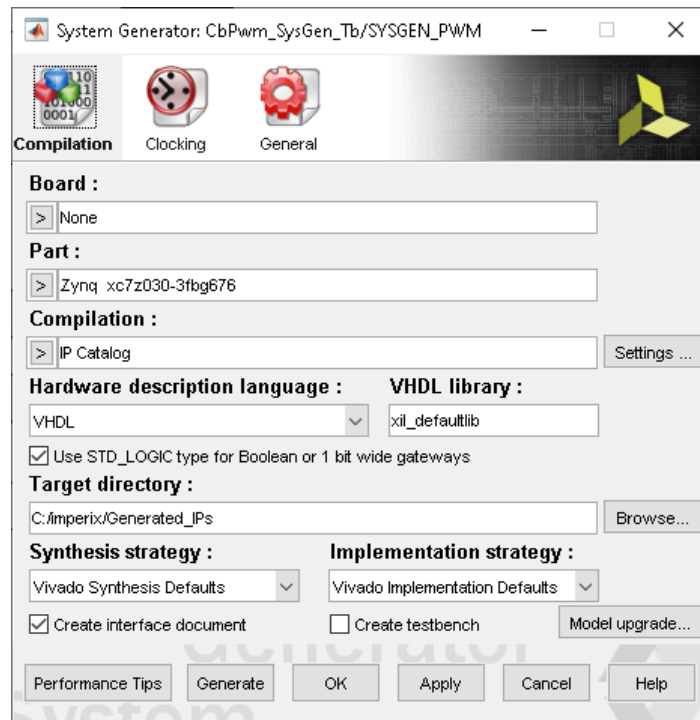 System Generator: CbPwm_SysGen_Tb/SYSGEN_PWM
Compilation Clocking General
Board :
> None
Part :
> Zynq xc7z030-3fbg676
Compilation :
> IP Catalog Settings ...
Hardware description language : VHDL library :
VHDL xil_defaultlib
Use STD_LOGIC type for Boolean or 1 bit wide gateways
Target directory :
C:/imperix/Generated_IPs Browse...
Synthesis strategy : Implementation strategy :
Vivado Synthesis Defaults Vivado Implementation Defaults
Create interface document Create testbench Model upgrade...
Generator
Performance Tips Generate OK Apply Cancel Help
System